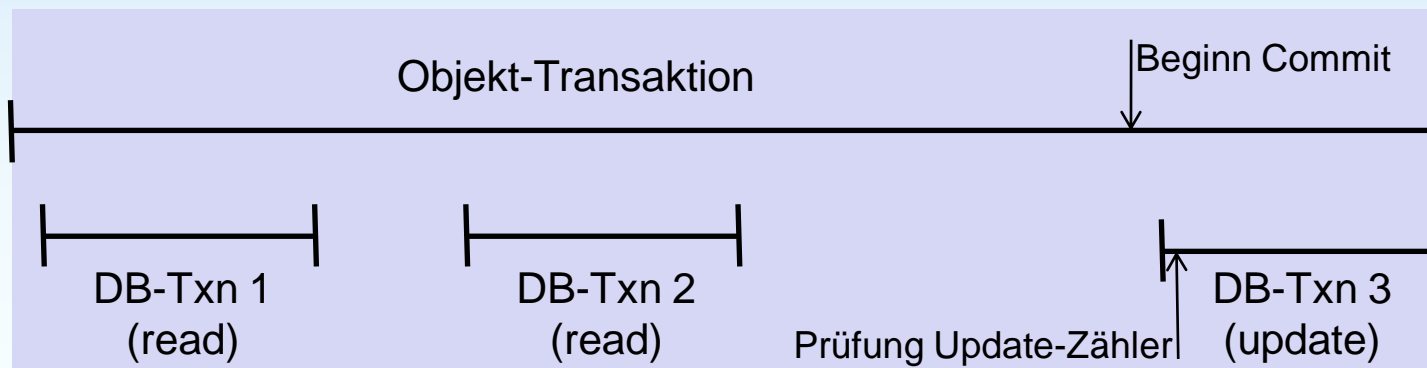 Objekt-Transaktion
Beginn Commit
DB-Txn 1
(read)
DB-Txn 2
(read)
Prüfung Update-Zähler
DB-Txn 3
(update)